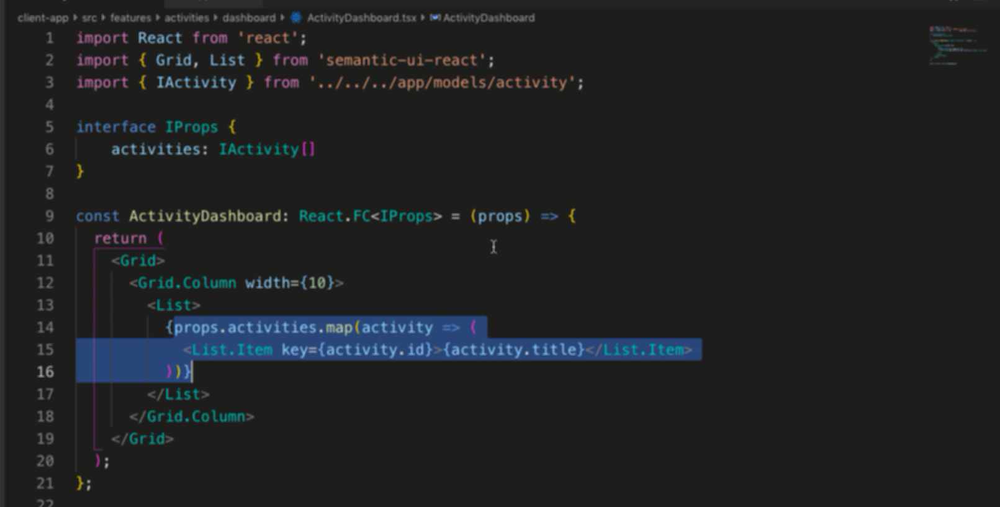 client-app src features activities dashboard ActivityDashboard.tsx ActivityDashboard
1 import React from 'react';
2 import { Grid, List } from 'semantic-ui-react';
3 import { IActivity } from '../../../app/models/activity';
4
5 interface IProps {
6     activities: IActivity[]
7 }
8
9 const ActivityDashboard: React.FC<IProps> = (props) => {
10   return (
11     <Grid>
12       <Grid.Column width={10}>
13         <List>
14           {props.activities.map(activity => (
15             <List.Item key={activity.id}>{activity.title}</List.Item>
16           ))}
17         </List>
18       </Grid.Column>
19     </Grid>
20   );
21 };
22